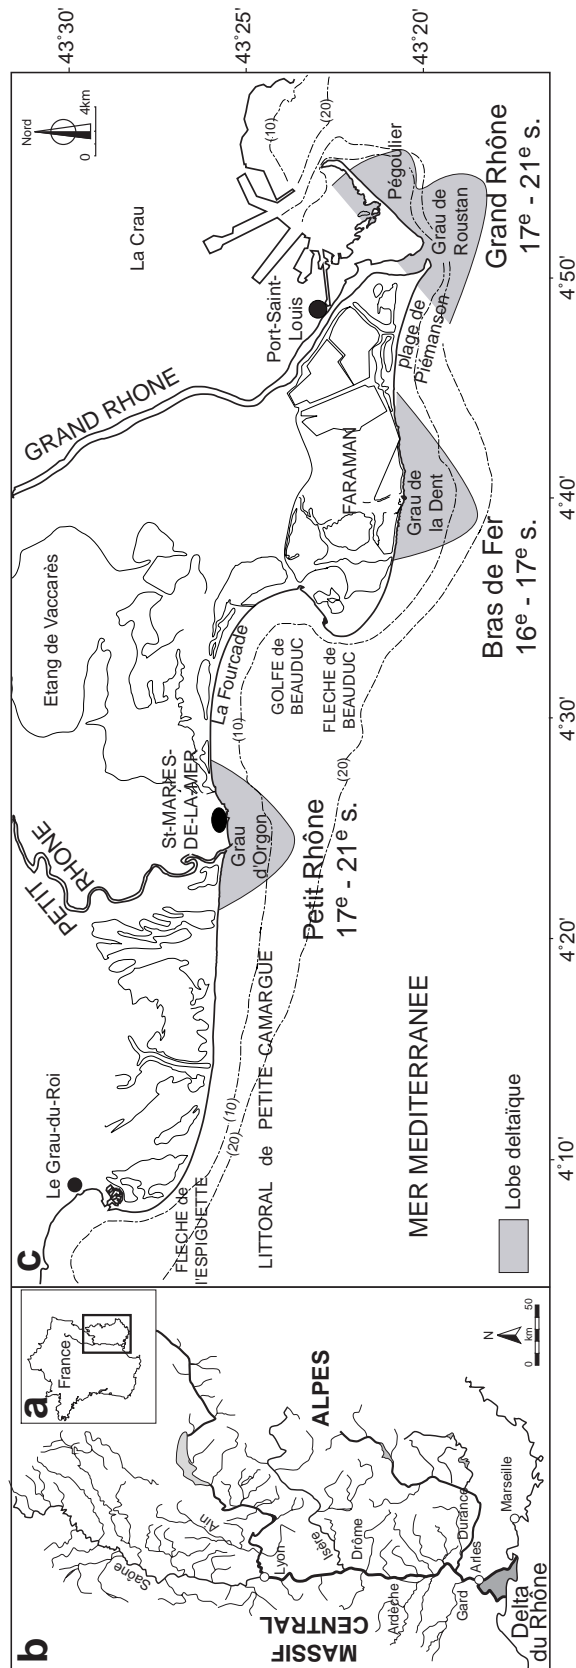 a
France
b
Saône
Ain
Lyon
Isère
Drôme
Ardèche
Gard
Durance
Arles
Marseille
MASSIF
CENTRAL
ALPES
Delta
du Rhône
N
0 km 50
c
Nord
0 4km
43°30'
43°25'
43°20'
4°10'
4°20'
4°30'
4°40'
4°50'
Le Grau-du-Roi
PETIT
RHONE
Etang de Vaccarès
GRAND RHONE
La Crau
St-MARIES-
DE-LA-MER
Port-Saint-
Louis
La Fourcade
FARAMAN
GOLFE de
BEAUDUC
FLECHE de
BEAUDUC
Grau
d'Orgon
Grau de
la Dent
plage de
Piémanson
Pégoulier
Grau de
Roustan
FLECHE de
l'ESPIGUETTE
LITTORAL de PETITE CAMARGUE
(10)
(20)
(10)
(20)
(10)
(20)
Petit Rhône
17e - 21e s.
Bras de Fer
16e - 17e s.
Grand Rhône
17e - 21e s.
MER MEDITERRANEE
Lobe deltaïque